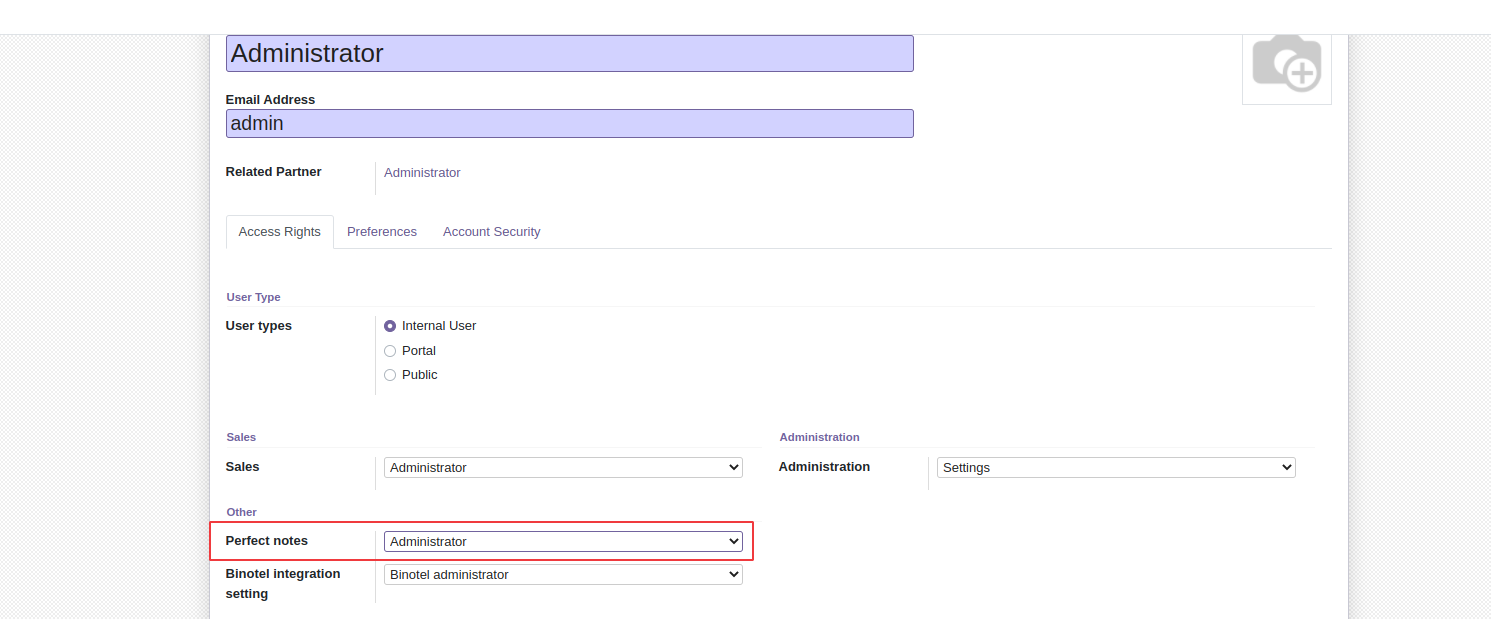 Administrator
Email Address
admin
Related Partner
Administrator
Access Rights
Preferences
Account Security
User Type
User types
Internal User
Portal
Public
Sales
Administration
Sales
Administrator
Administration
Settings
Other
Perfect notes
Administrator
Binotel integration
setting
Binotel administrator